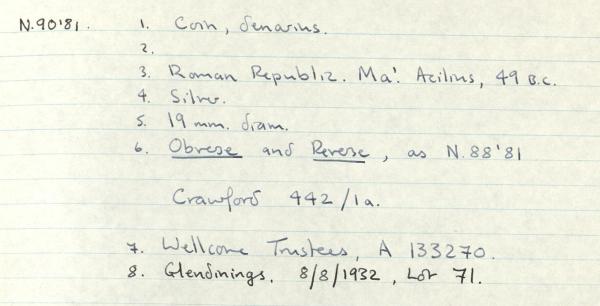 N.90'81. 1. Coin, denarius.
2.
3. Roman Republic. Ma'. Acilius, 49 B.C.
4. Silver.
5. 19 mm. diam.
6. Obverse and Reverse, as N.88'81
Crawford 442/1a.
7. Wellcome Trustees, A 133270.
8. Glendinings, 8/8/1932, Lot 71.